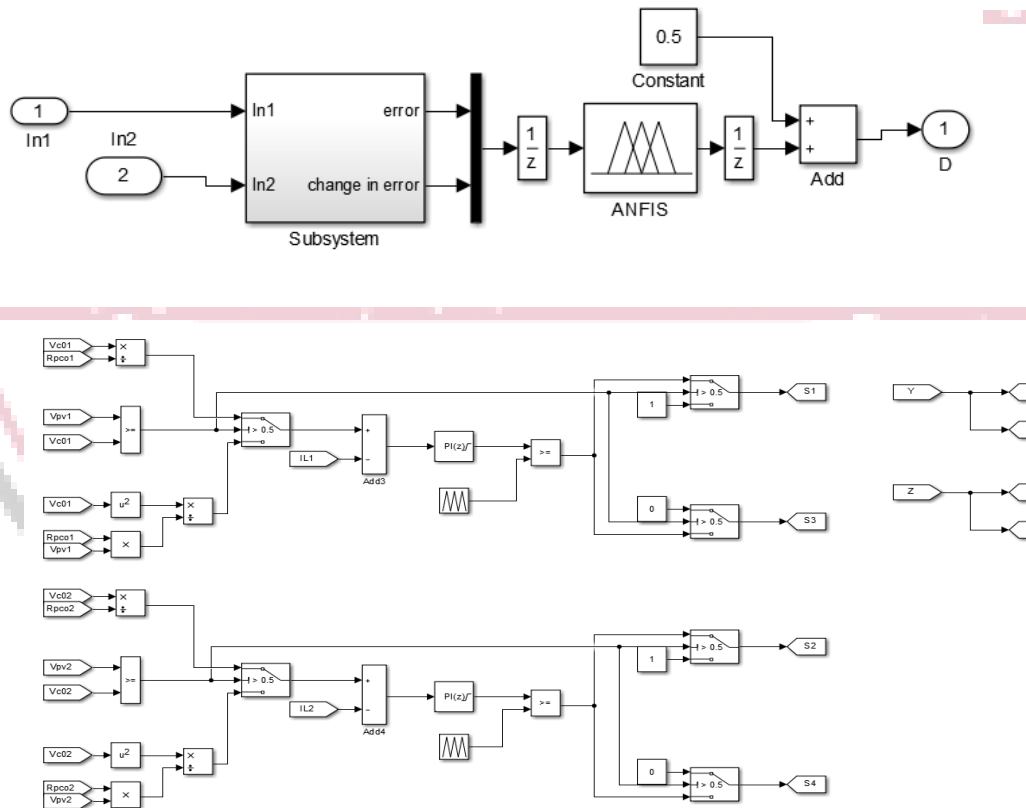 0.5
Constant
1
In1
In2
2
In1
error
In2
change in error
Subsystem
1
z
ANFIS
1
z
+
+
Add
1
D
Vc01
Rpco1
×
÷
Vpv1
Vc01
>=
! > 0.5
IL1
+
−
Add3
PI(z)
>=
1
! > 0.5
S1
Vc01
u²
×
÷
Rpco1
Vpv1
×
0
! > 0.5
S3
Y
Z
Vc02
Rpco2
×
÷
Vpv2
Vc02
>=
! > 0.5
IL2
+
−
Add4
PI(z)
>=
1
! > 0.5
S2
Vc02
u²
×
÷
Rpco2
Vpv2
×
0
! > 0.5
S4